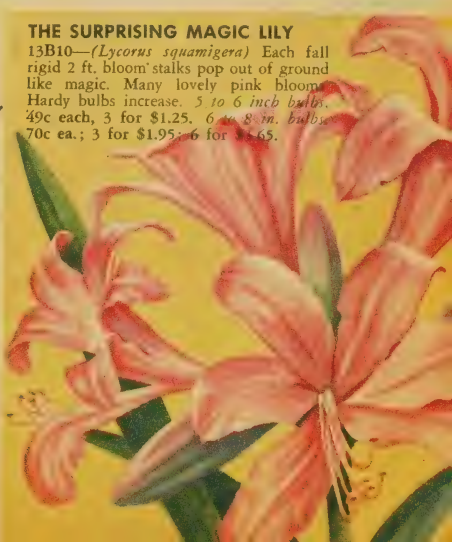 THE SURPRISING MAGIC LILY
13B10—(Lycorus squamigera) Each fall
rigid 2 ft. bloom stalks pop out of ground
like magic. Many lovely pink blooms.
Hardy bulbs increase. 5 to 6 inch bulbs,
49c each, 3 for $1.25. 6 to 8 in. bulbs,
70c ea.; 3 for $1.95; 6 for